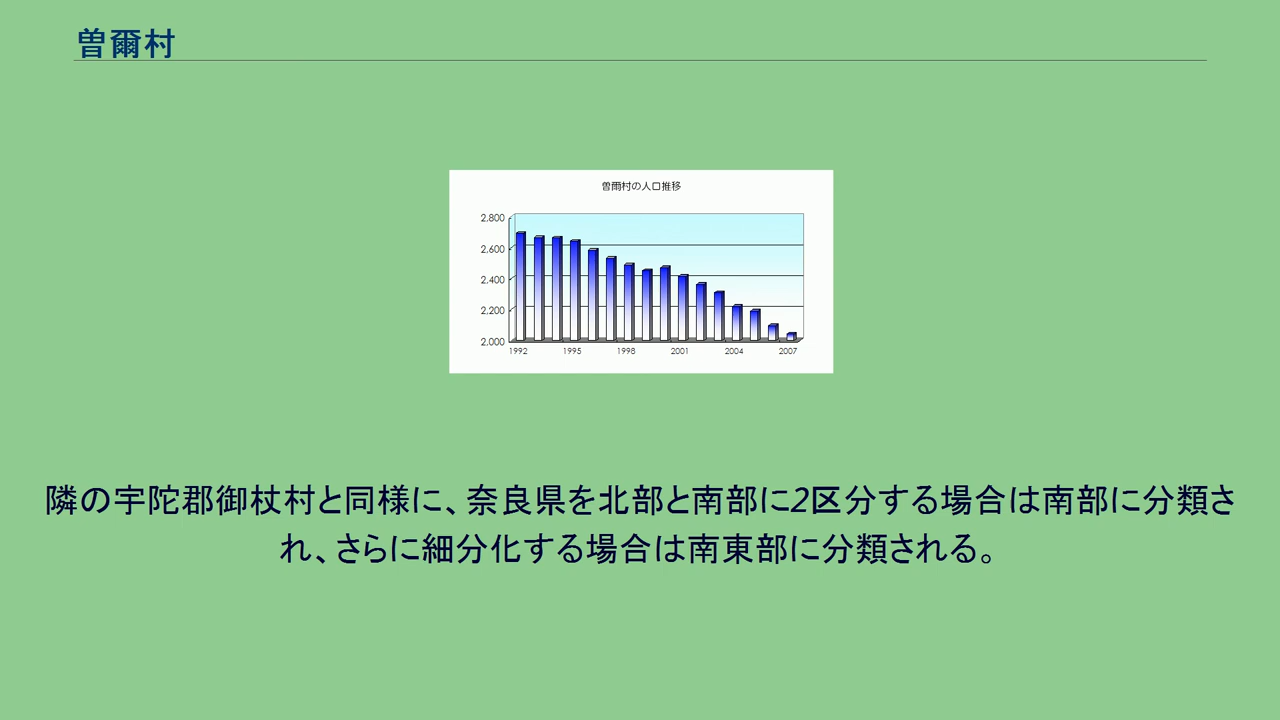 曽爾村
曽爾村の人口推移
2,800
2,600
2,400
2,200
2,000
1992 1995 1998 2001 2004 2007
隣の宇陀郡御杖村と同様に、奈良県を北部と南部に2区分する場合は南部に分類さ
れ、さらに細分化する場合は南東部に分類される。